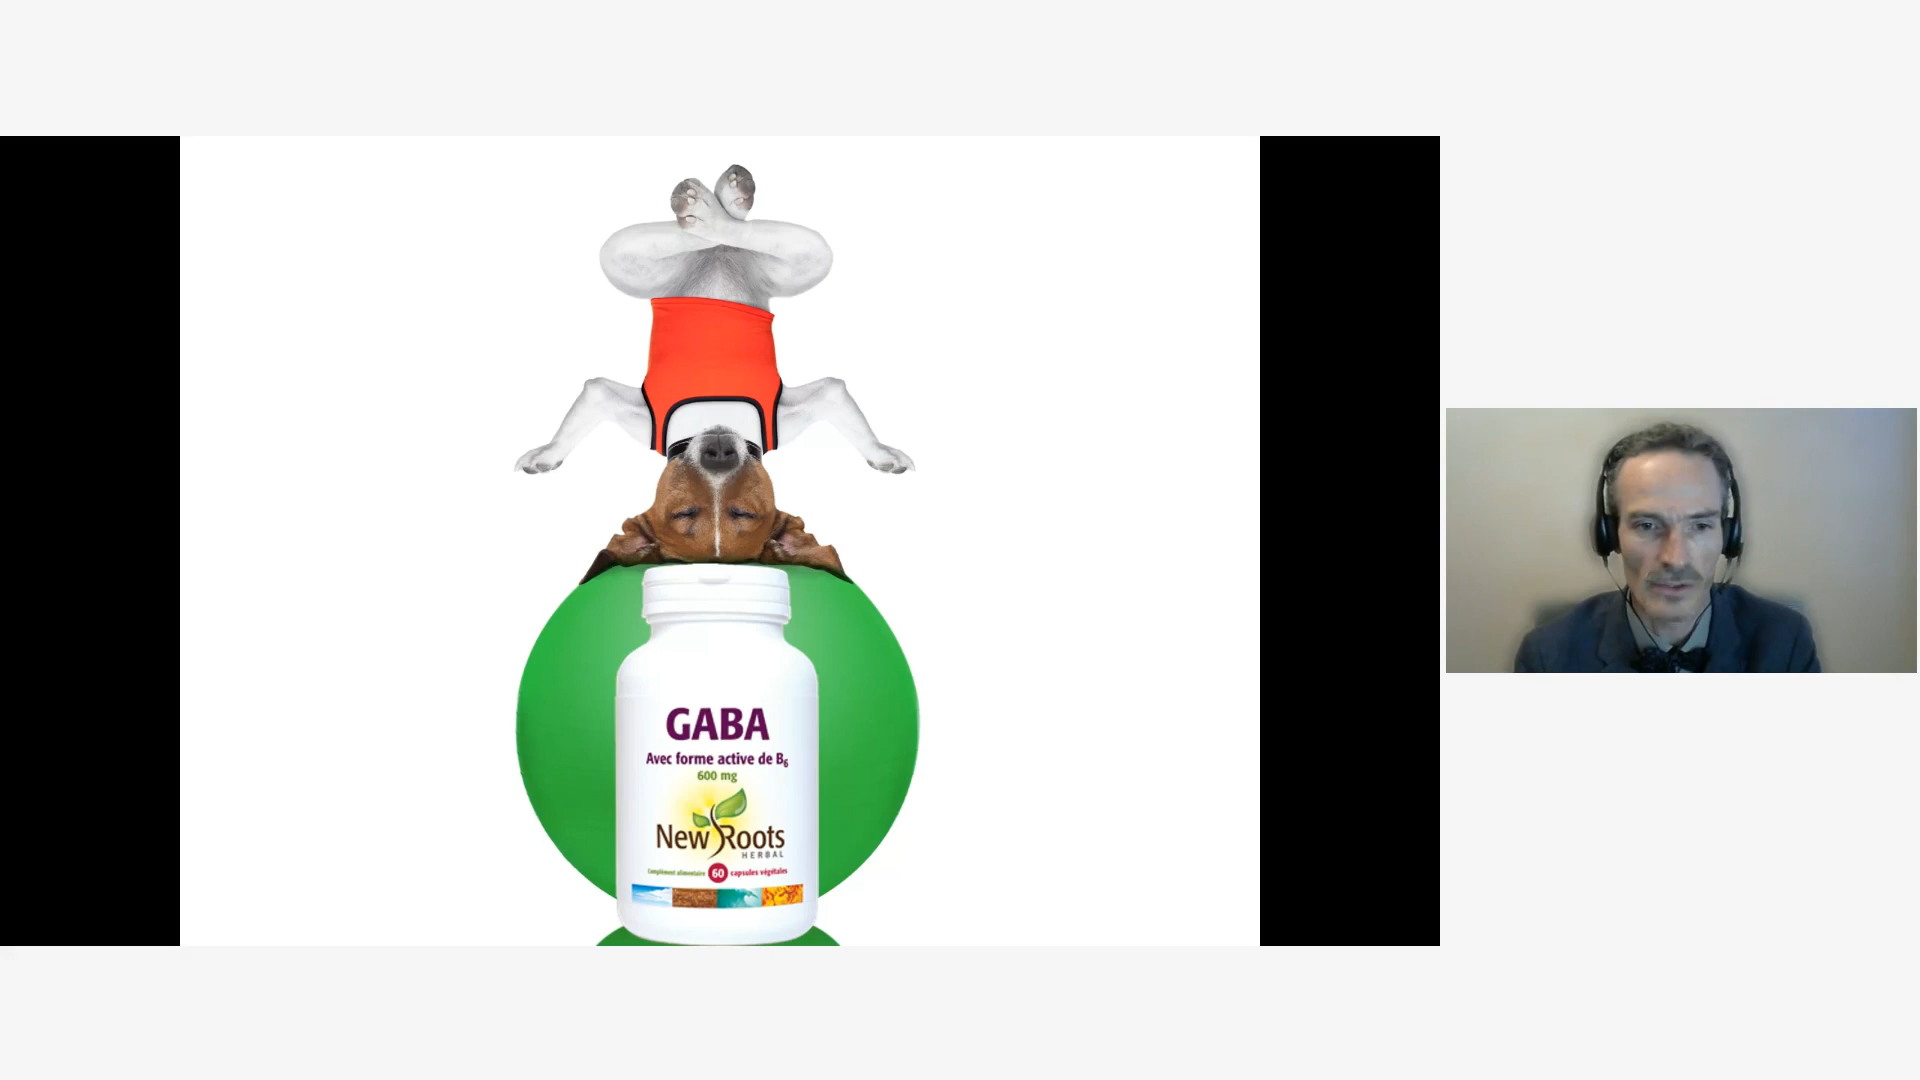 GABA
Avec forme active de B₆
600 mg
New Roots
HERBAL
Complément alimentaire 60 capsules végétales